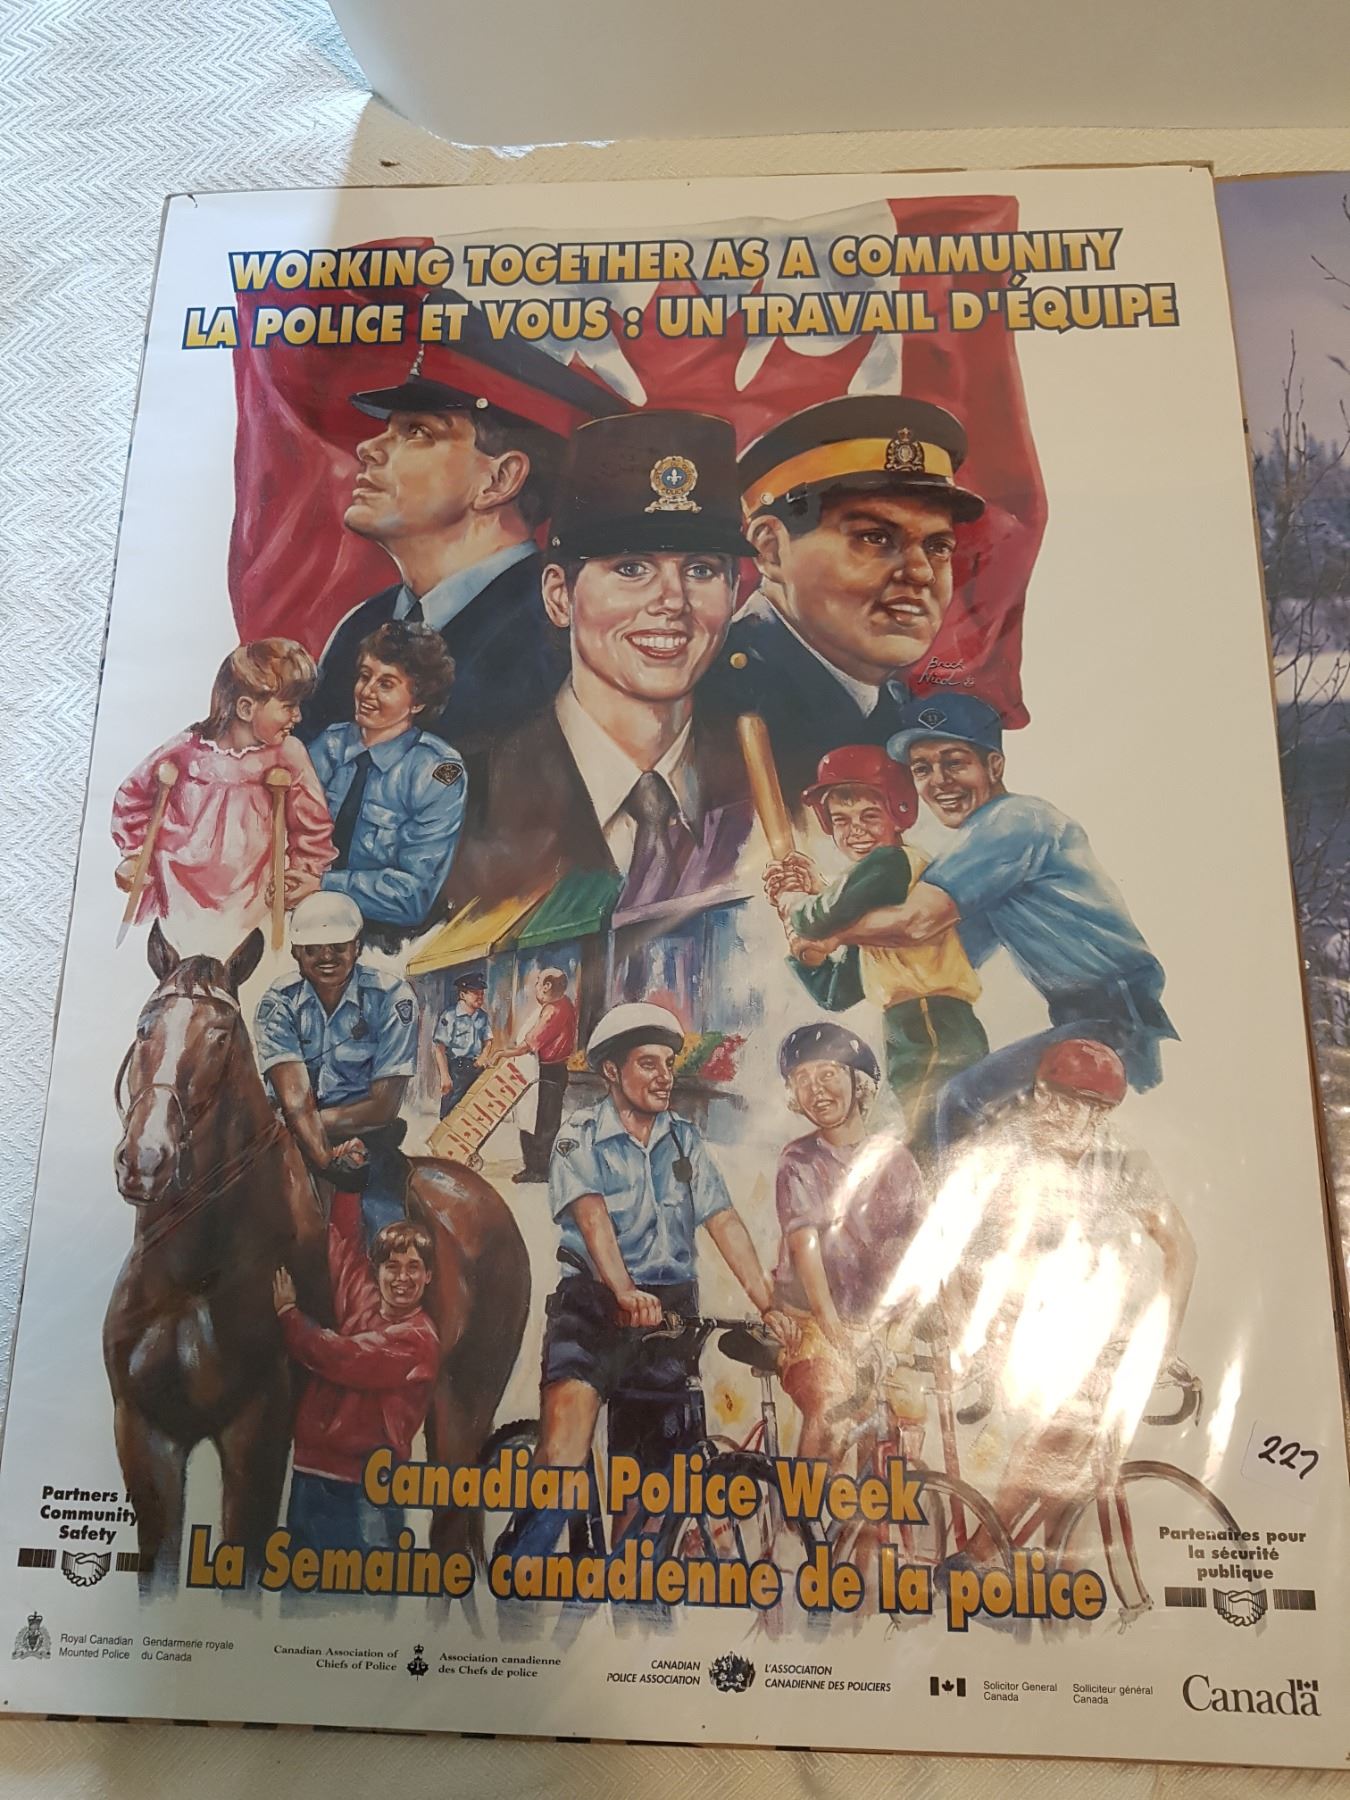 WORKING TOGETHER AS A COMMUNITY
LA POLICE ET VOUS : UN TRAVAIL D'ÉQUIPE
Canadian Police Week
La Semaine canadienne de la police
Partners
Community
Safety
227
Partenaires pour
la sécurité
publique
Royal Canadian
Mounted Police
Gendarmerie royale
du Canada
Canadian Association of
Chiefs of Police
Association canadienne
des Chefs de police
CANADIAN
POLICE ASSOCIATION
L'ASSOCIATION
CANADIENNE DES POLICIERS
Solicitor General
Canada
Solliciteur général
Canada
Canada